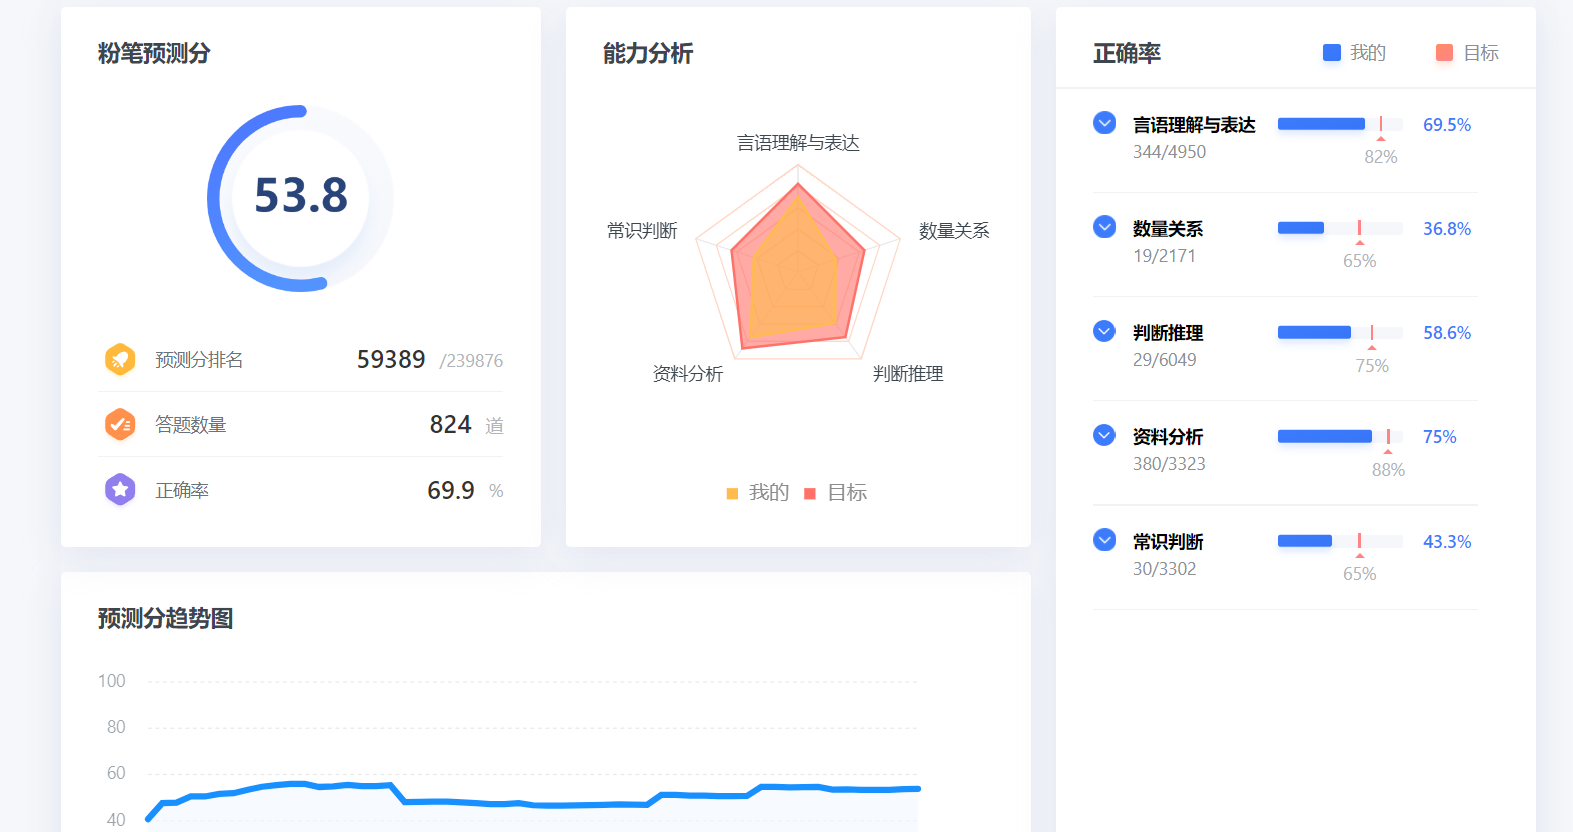 粉笔预测分
53.8
预测分排名 59389 /239876
答题数量 824 道
正确率 69.9 %
能力分析
言语理解与表达
常识判断 数量关系
资料分析 判断推理
我的 目标
正确率 我的 目标
言语理解与表达 69.5%
344/4950 82%
数量关系 36.8%
19/2171 65%
判断推理 58.6%
29/6049 75%
资料分析 75%
380/3323 88%
常识判断 43.3%
30/3302 65%
预测分趋势图
100
80
60
40